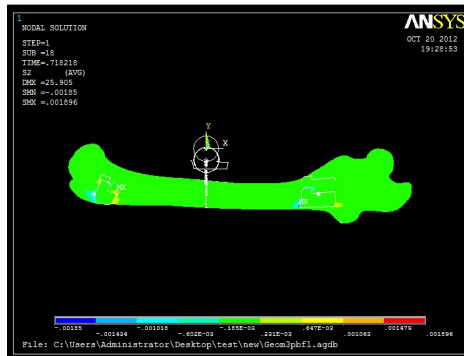 1
NODAL SOLUTION
STEP=1
SUB =18
TIME=.718218
S2 (AVG)
DMX =25.905
SMN =-.00185
SMX =.001896
ANSYS
OCT 20 2012
19:28:53
Y
X
MX
MN
-.00185 -.001018 -.185E-03 .647E-03 .001479
-.001434 -.602E-03 .231E-03 .001063 .001896
File: C:\Users\Administrator\Desktop\test\new\Geom3pbf1.agdb